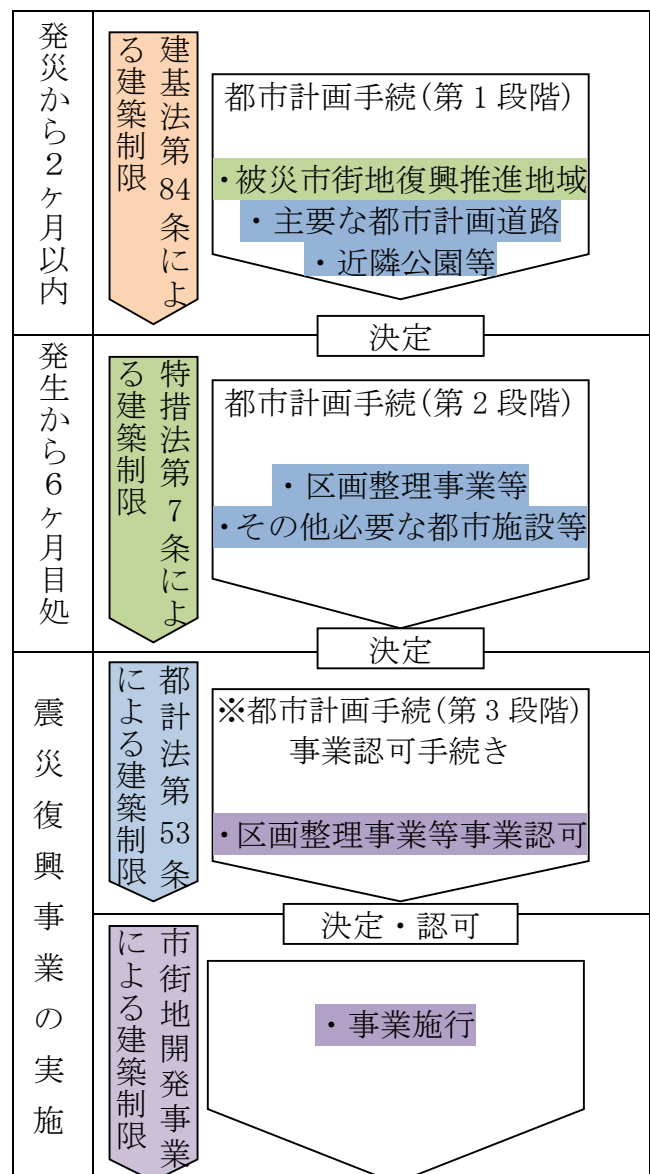 発災から2ヶ月以内
建基法第84条によ
る建築制限
都市計画手続(第1段階)
・被災市街地復興推進地域
・主要な都市計画道路
・近隣公園等
決定
発生から6ヶ月目処
特措法第7条によ
る建築制限
都市計画手続(第2段階)
・区画整理事業等
・その他必要な都市施設等
決定
震災復興事業の実施
都計法第53条
による建築制限
※都市計画手続(第3段階)
事業認可手続き
・区画整理事業等事業認可
決定・認可
市街地開発事業
による建築制限
・事業施行